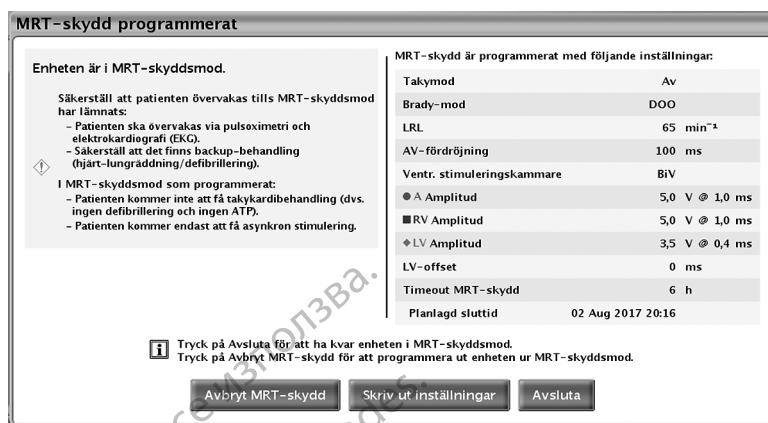 MRT-skydd programmerat
Enheten är i MRT-skyddsmod.
Säkerställ att patienten övervakas tills MRT-skyddsmod
har lämnats:
– Patienten ska övervakas via pulsoximetri och
elektrokardiografi (EKG).
– Säkerställ att det finns backup-behandling
(hjärt-lungräddning/defibrillering).
I MRT-skyddsmod som programmerat:
– Patienten kommer inte att få takykardibehandling (dvs.
ingen defibrillering och ingen ATP).
– Patienten kommer endast att få asynkron stimulering.
MRT-skydd är programmerat med följande inställningar:
Takymod Av
Brady-mod DOO
LRL 65 min⁻¹
AV-fördröjning 100 ms
Ventr. stimuleringskammare BiV
● A Amplitud 5,0 V @ 1,0 ms
■ RV Amplitud 5,0 V @ 1,0 ms
◆ LV Amplitud 3,5 V @ 0,4 ms
LV-offset 0 ms
Timeout MRT-skydd 6 h
Planlagd sluttid 02 Aug 2017 20:16
Tryck på Avsluta för att ha kvar enheten i MRT-skyddsmod.
Tryck på Avbryt MRT-skydd för att programmera ut enheten ur MRT-skyddsmod.
Avbryt MRT-skydd Skriv ut inställningar Avsluta
използва.